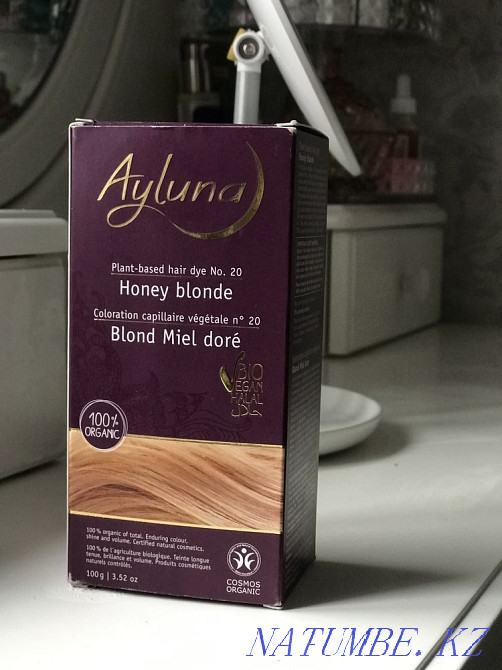 Ayluna
Plant-based hair dye No. 20
Honey blonde
Coloration capillaire végétale n° 20
Blond Miel doré
BIO
VEGAN
HALAL
100%
ORGANIC
100% organic of total. Enduring colour,
shine and volume. Certified natural cosmetics.
100% de l'agriculture biologique. Teinte longue
tenue, brillance et volume. Produits cosmétiques
naturels contrôlés.
100g | 3.52 oz
COSMOS
ORGANIC
NATUMBE. KZ